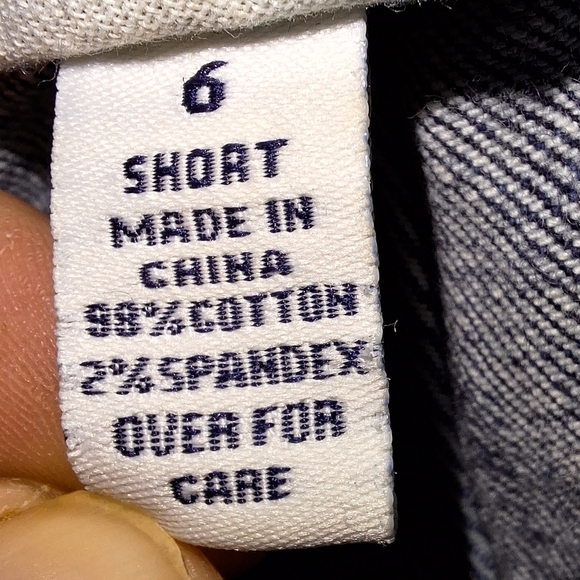 6
SHORT
MADE IN
CHINA
98%COTTON
2%SPANDEX
OVER FOR
CARE